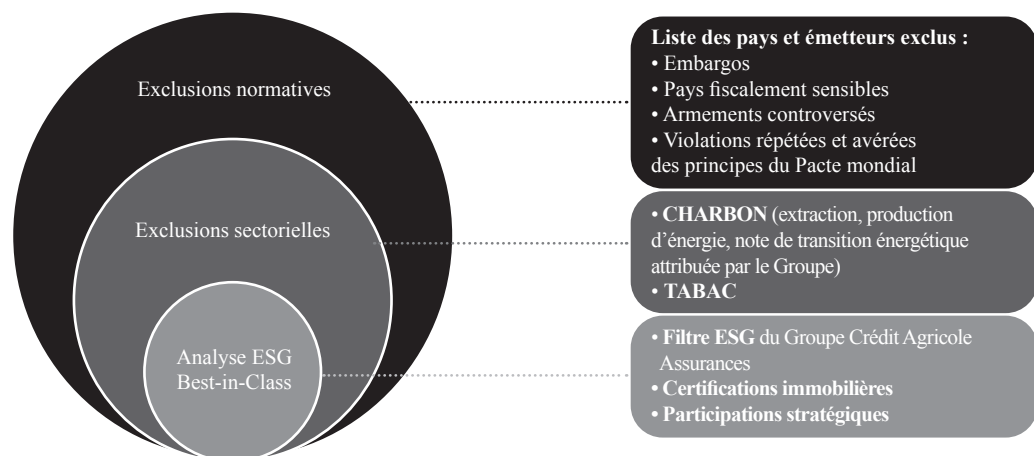 Exclusions normatives
Liste des pays et émetteurs exclus :
• Embargos
• Pays fiscalement sensibles
• Armements controversés
• Violations répétées et avérées
des principes du Pacte mondial
Exclusions sectorielles
• CHARBON (extraction, production
d’énergie, note de transition énergétique
attribuée par le Groupe)
• TABAC
Analyse ESG
Best-in-Class
• Filtre ESG du Groupe Crédit Agricole
Assurances
• Certifications immobilières
• Participations stratégiques